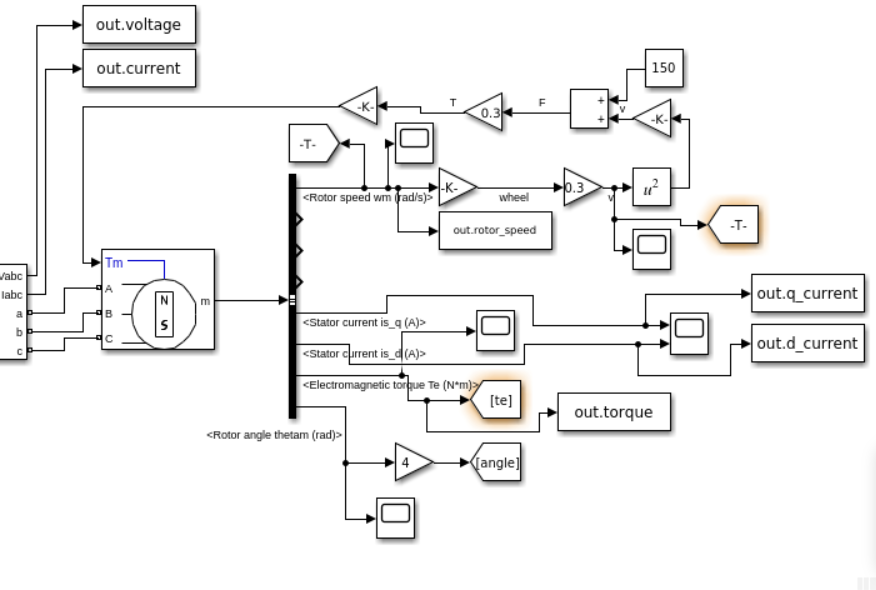 out.voltage
out.current
150
+
+
v
-K-
F
0.3
T
-K-
-T-
<Rotor speed wm (rad/s)>
-K-
wheel
0.3
v
u²
-T-
out.rotor_speed
Vabc
Iabc
a
b
c
Tm
A
B
C
N
S
m
out.q_current
<Stator current is_q (A)>
<Stator current is_d (A)>
out.d_current
<Electromagnetic torque Te (N*m)>
[te]
out.torque
<Rotor angle thetam (rad)>
4
[angle]